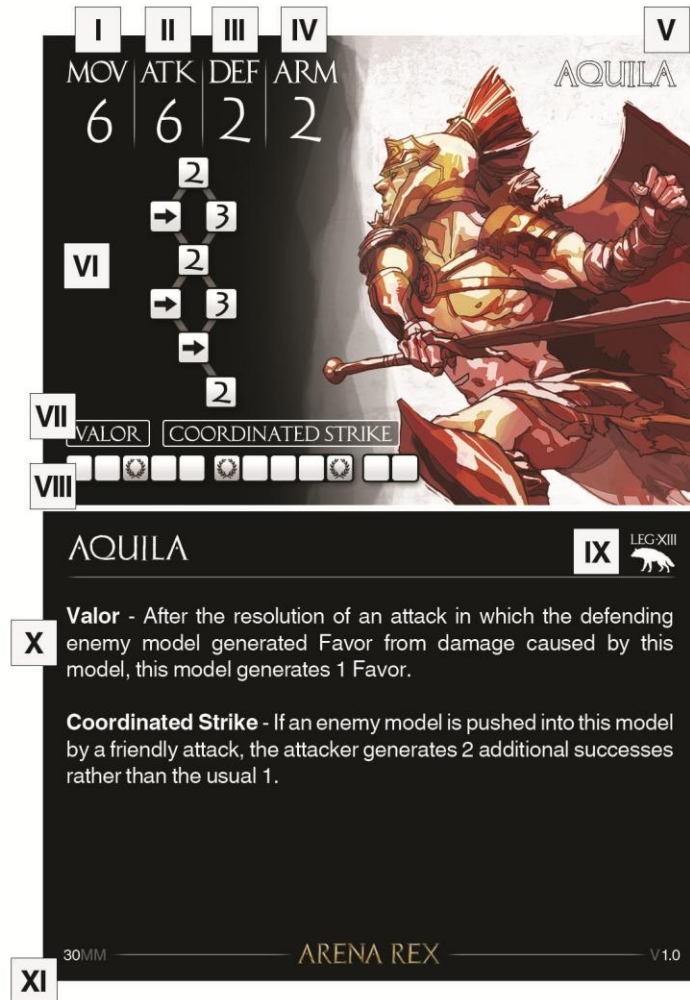 I II III IV V
MOV ATK DEF ARM AQUILA
6 6 2 2
2
3
VI 2
3
2
VII VALOR COORDINATED STRIKE
VIII
AQUILA IX LEG·XIII
Valor - After the resolution of an attack in which the defending
X enemy model generated Favor from damage caused by this
model, this model generates 1 Favor.
Coordinated Strike - If an enemy model is pushed into this model
by a friendly attack, the attacker generates 2 additional successes
rather than the usual 1.
30MM ARENA REX V1.0
XI